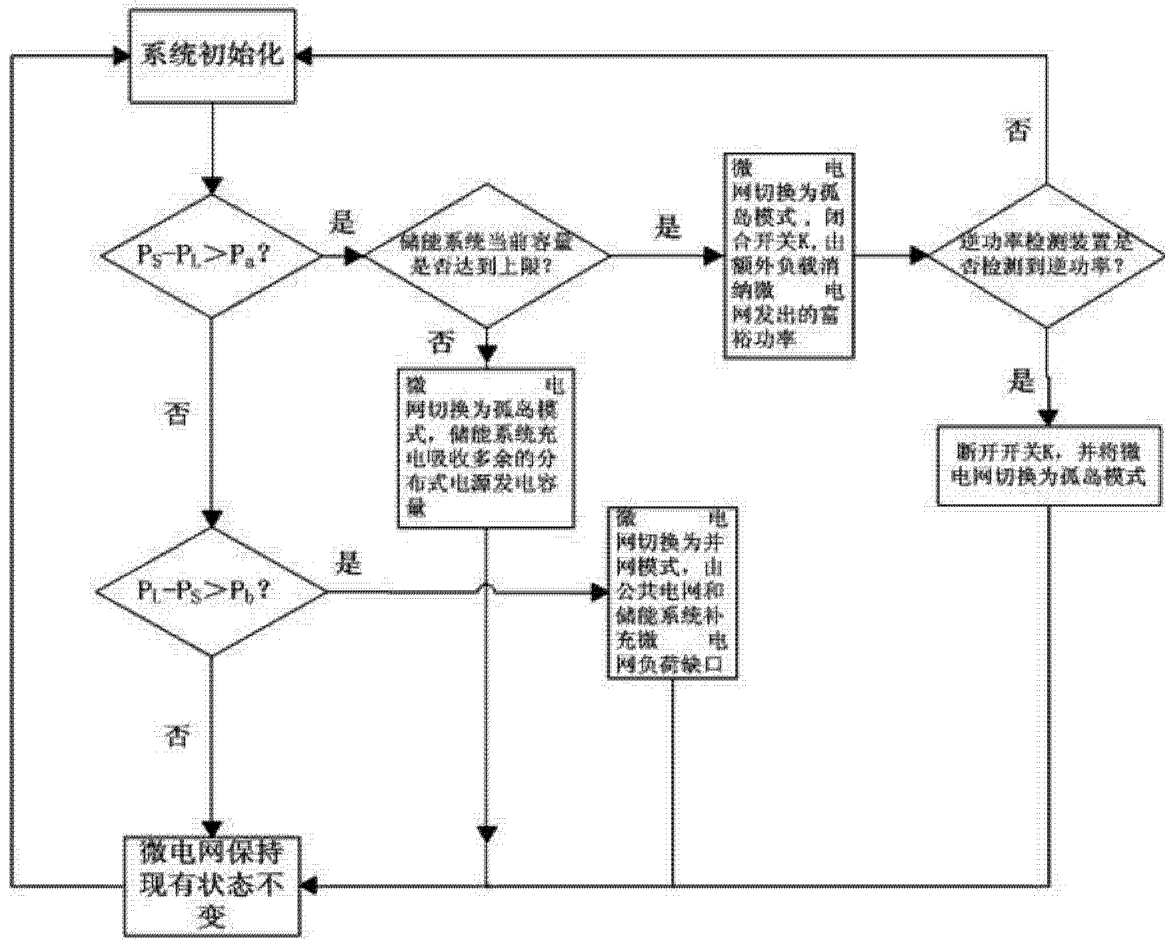 系统初始化
P_S-P_L>P_a?
是
储能系统当前容量
是否达到上限?
是
微 电
网切换为孤
岛模式，闭
合开关K,由
额外负载消
纳微 电
网发出的富
裕功率
逆功率检测装置是
否检测到逆功率?
否
是
断开开关K，并将微
电网切换为孤岛模式
否
微 电
网切换为孤岛模
式，储能系统充
电吸收多余的分
布式电源发电容
量
否
P_L-P_S>P_b?
是
微 电
网切换为并
网模式，由
公共电网和
储能系统补
充微 电
网负荷缺口
否
微电网保持
现有状态不
变